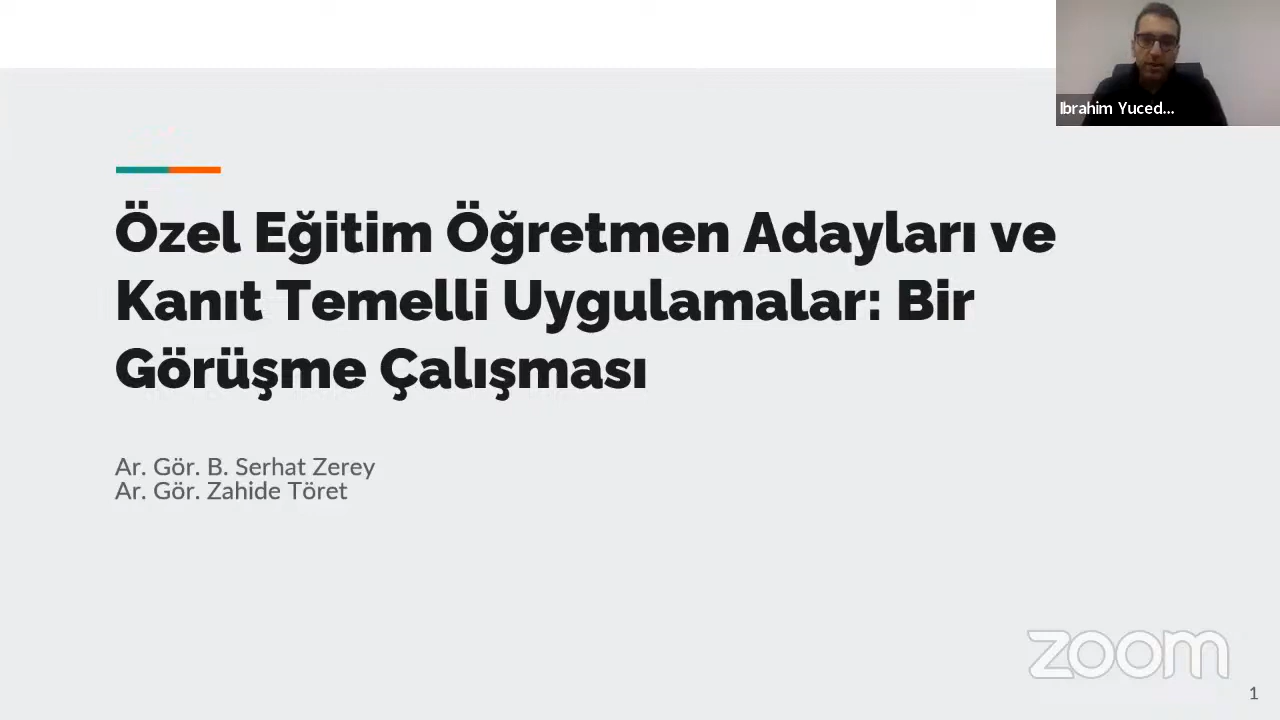 Ibrahim Yuced...
Özel Eğitim Öğretmen Adayları ve
Kanıt Temelli Uygulamalar: Bir
Görüşme Çalışması
Ar. Gör. B. Serhat Zerey
Ar. Gör. Zahide Töret
zoom
1